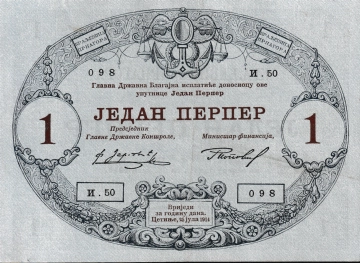 098
И. 50
Главна Државна Благајна исплатиће доносиоцу ове
упутнице Један Перпер
ЈЕДАН ПЕРПЕР
1
1
Предсједник
Главне Државне Контроле,
Министар финансија,
И. 50
098
Вриједи
за годину дана.
Цетиње, јула 1914